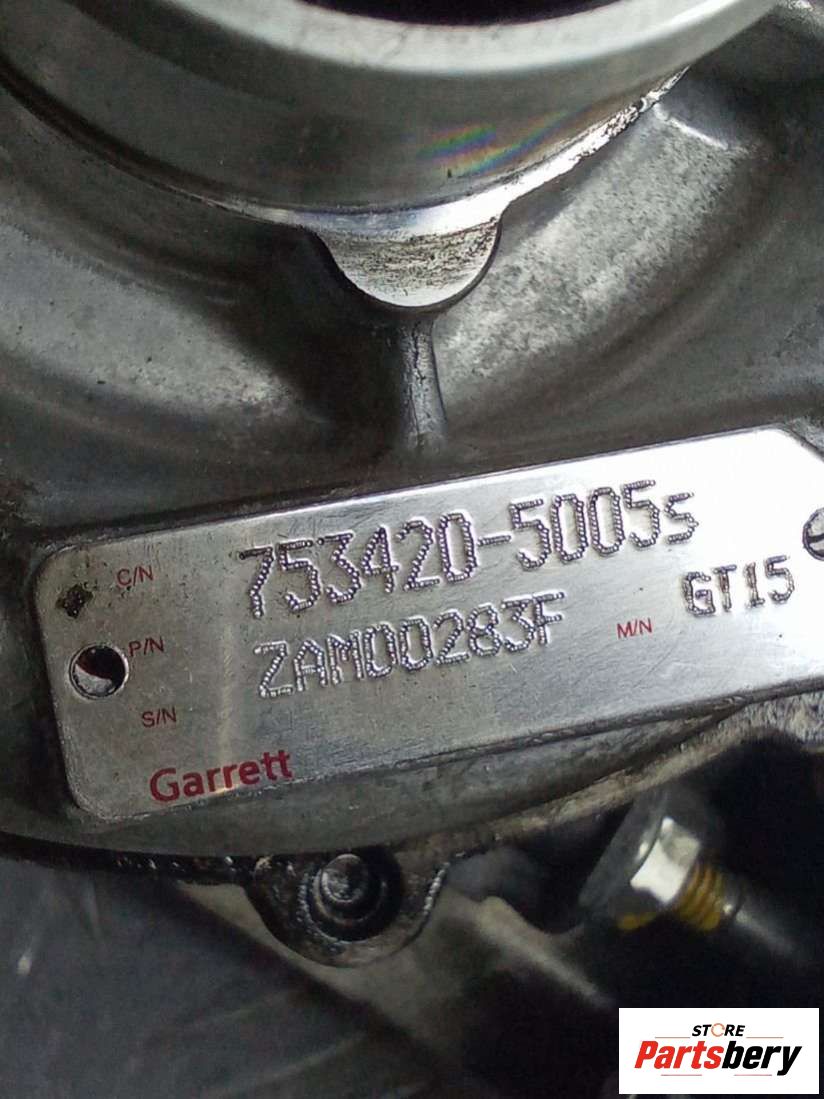 C/N 753420-5005s
P/N ZAM00283F M/N GT15
S/N
Garrett
STORE
Partsbery